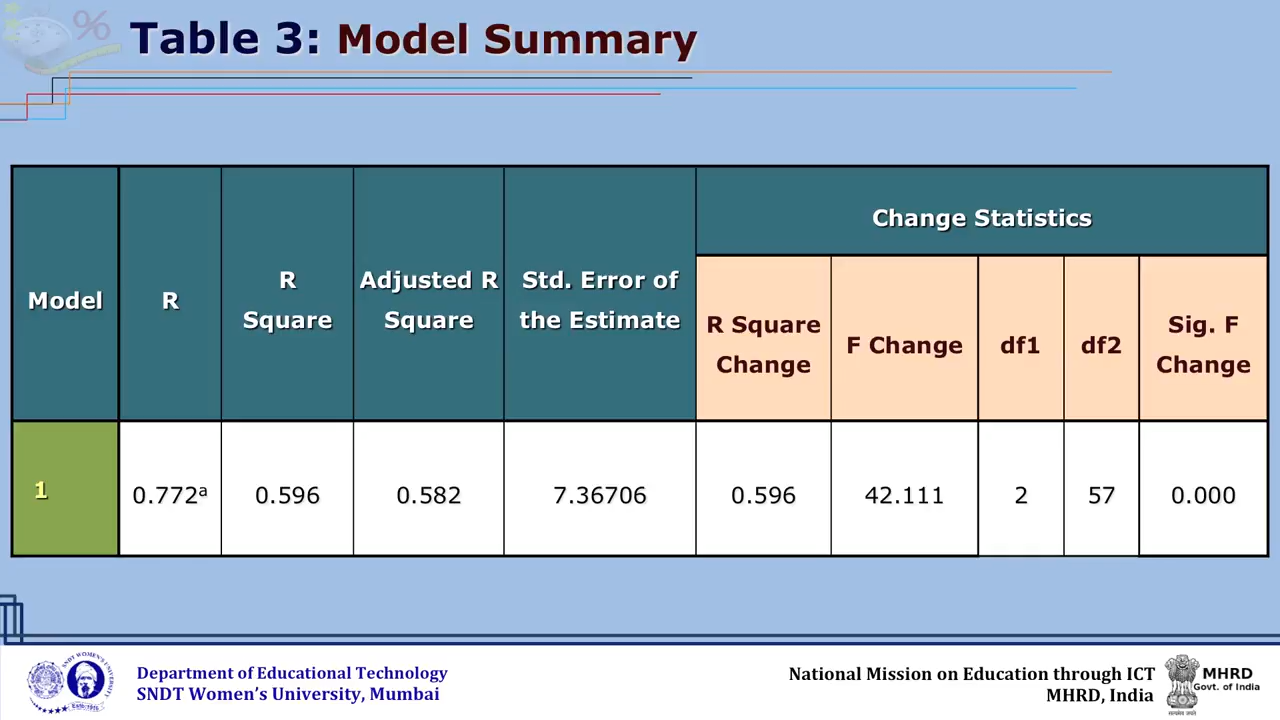 %
Table 3: Model Summary
Model
R
R
Square
Adjusted R
Square
Std. Error of
the Estimate
Change Statistics
R Square
Change
F Change
df1
df2
Sig. F
Change
1
0.772ᵃ
0.596
0.582
7.36706
0.596
42.111
2
57
0.000
Department of Educational Technology
SNDT Women’s University, Mumbai
National Mission on Education through ICT
MHRD, India
MHRD
Govt. of India